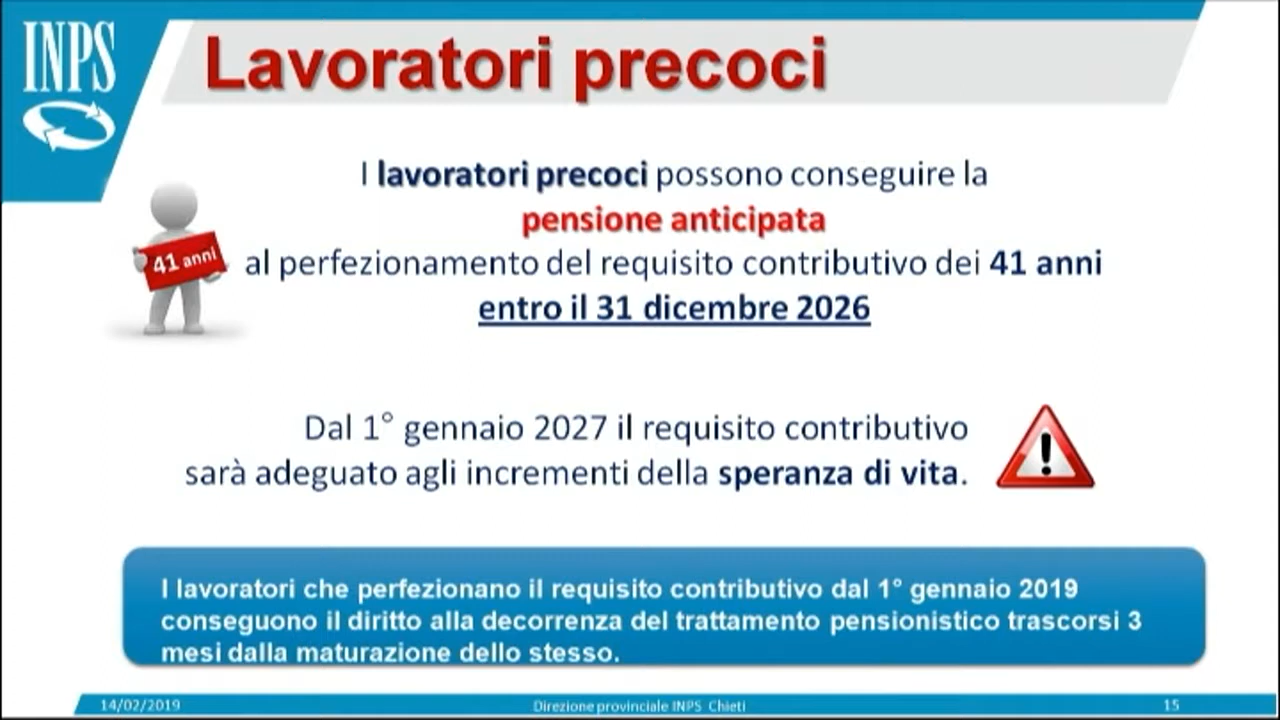 INPS
Lavoratori precoci
I lavoratori precoci possono conseguire la
pensione anticipata
41 anni
al perfezionamento del requisito contributivo dei 41 anni
entro il 31 dicembre 2026
Dal 1° gennaio 2027 il requisito contributivo
sarà adeguato agli incrementi della speranza di vita.
I lavoratori che perfezionano il requisito contributivo dal 1° gennaio 2019
conseguono il diritto alla decorrenza del trattamento pensionistico trascorsi 3
mesi dalla maturazione dello stesso.
14/02/2019
Direzione provinciale INPS Chieti
15